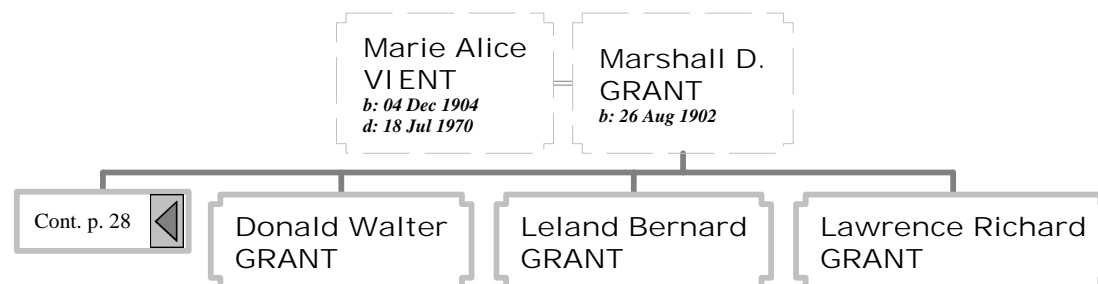 Marie Alice
VIENT
b: 04 Dec 1904
d: 18 Jul 1970
Marshall D.
GRANT
b: 26 Aug 1902
Cont. p. 28
Donald Walter
GRANT
Leland Bernard
GRANT
Lawrence Richard
GRANT